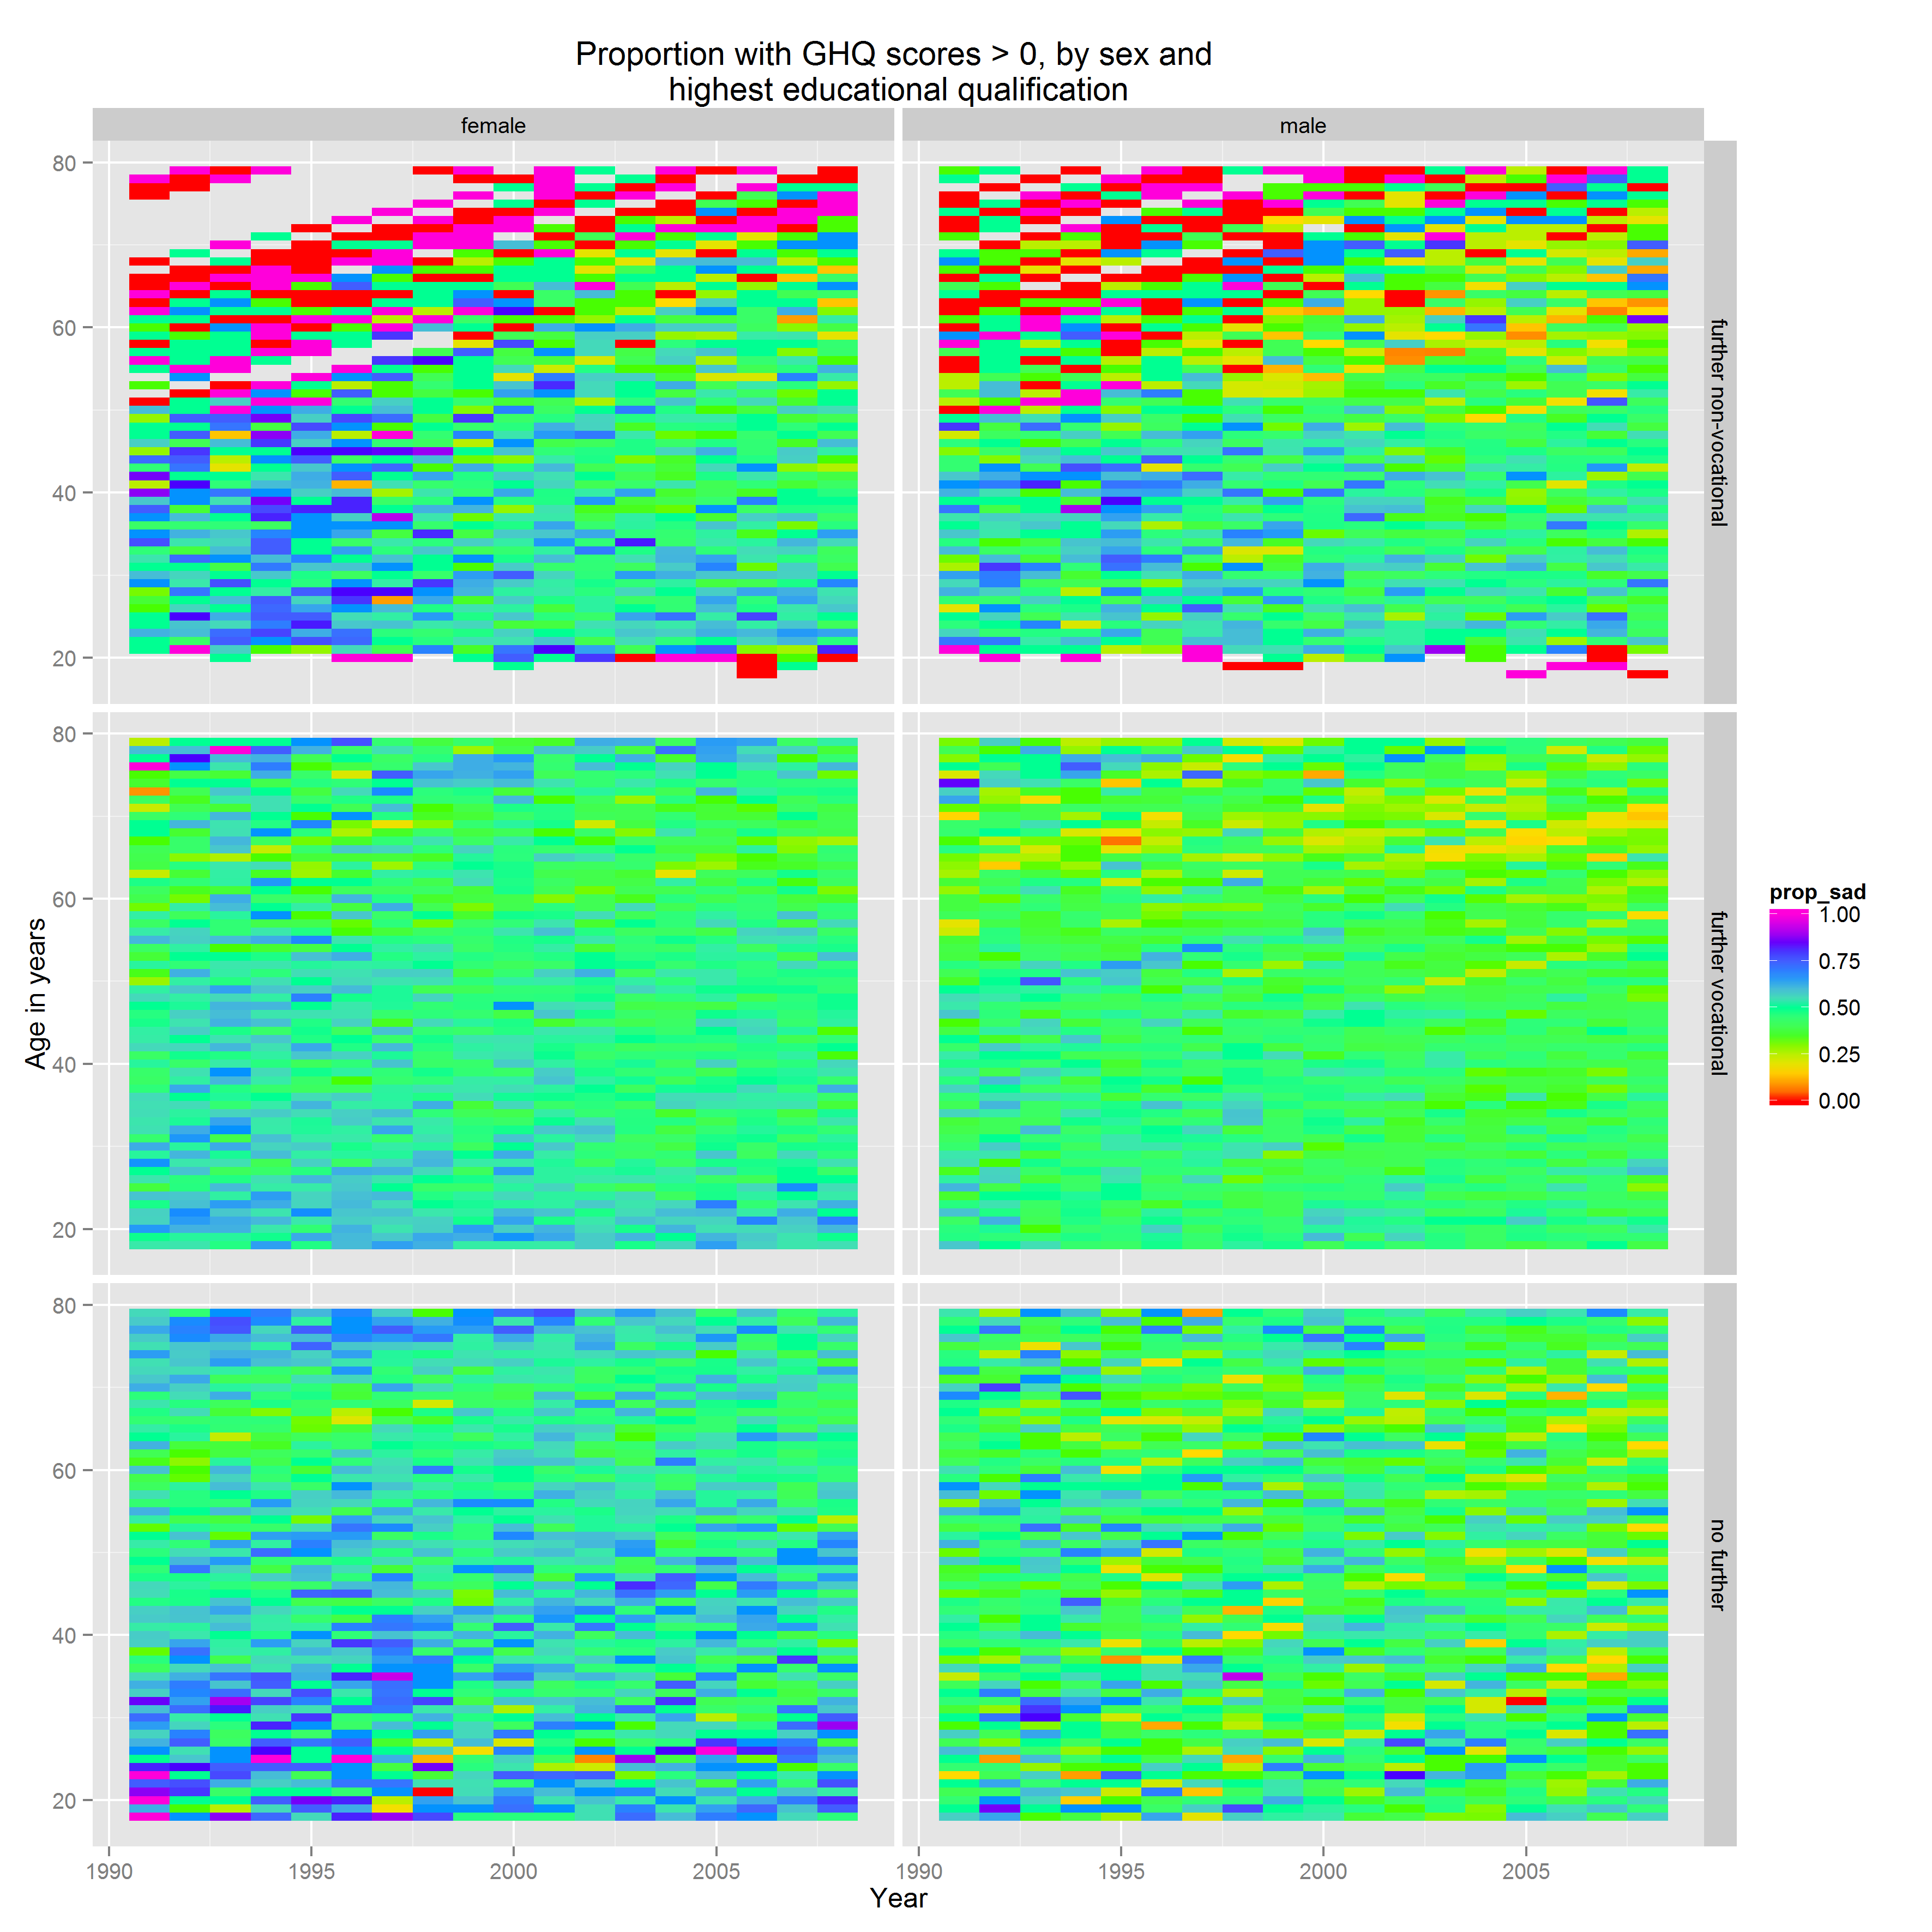 Proportion with GHQ scores > 0, by sex and
highest educational qualification
female
male
80
60
40
20
further non-vocational
80
60
40
20
further vocational
80
60
40
20
no further
Age in years
1990
1995
2000
2005
1990
1995
2000
2005
Year
prop_sad
1.00
0.75
0.50
0.25
0.00